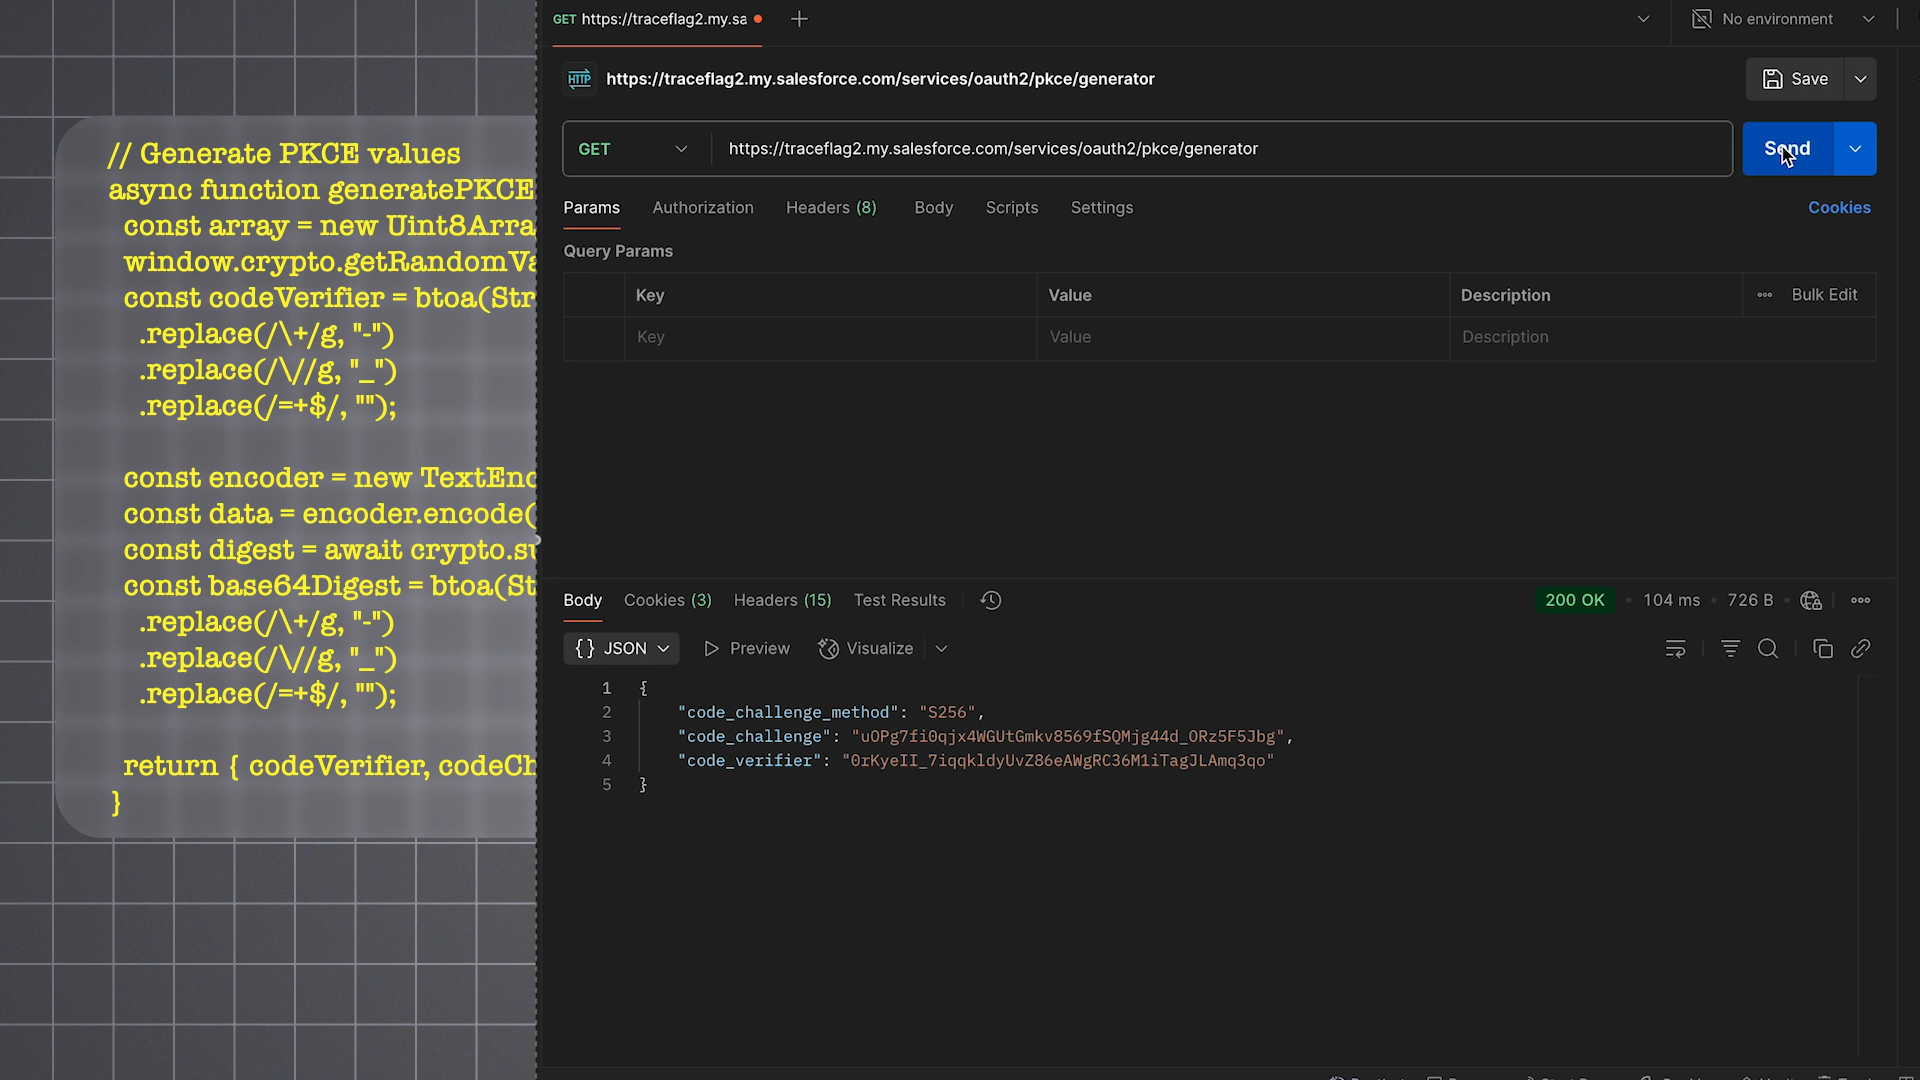 // Generate PKCE values
async function generatePKCE
const array = new Uint8Arra
window.crypto.getRandomVa
const codeVerifier = btoa(Str
.replace(/\+/g, "-")
.replace(/\//g, "_")
.replace(/=+$/, "");
const encoder = new TextEnc
const data = encoder.encode(
const digest = await crypto.su
const base64Digest = btoa(St
.replace(/\+/g, "-")
.replace(/\//g, "_")
.replace(/=+$/, "");
return { codeVerifier, codeCh
}
GET https://traceflag2.my.sa
No environment
HTTP https://traceflag2.my.salesforce.com/services/oauth2/pkce/generator
Save
GET https://traceflag2.my.salesforce.com/services/oauth2/pkce/generator
Send
Params Authorization Headers (8) Body Scripts Settings Cookies
Query Params
Key Value Description Bulk Edit
Key Value Description
Body Cookies (3) Headers (15) Test Results 200 OK • 104 ms • 726 B
{} JSON Preview Visualize
1 {
2 "code_challenge_method": "S256",
3 "code_challenge": "uOPg7fi0qjx4WGUtGmkv8569fSQMjg44d_ORz5F5Jbg",
4 "code_verifier": "0rKyeII_7iqqkldyUvZ86eAWgRC36M1iTagJLAmq3qo"
5 }